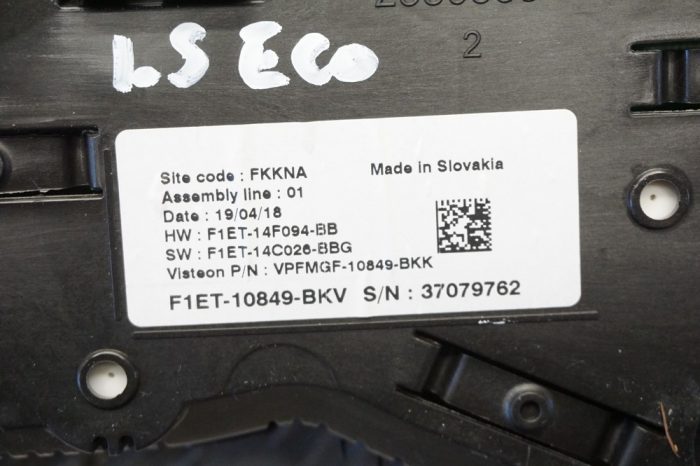 2
1.5 ECO
Site code : FKKNA
Made in Slovakia
Assembly line : 01
Date : 19/04/18
HW : F1ET-14F094-BB
SW : F1ET-14C026-BBG
Visteon P/N : VPFMGF-10849-BKK
F1ET-10849-BKV S/N : 37079762